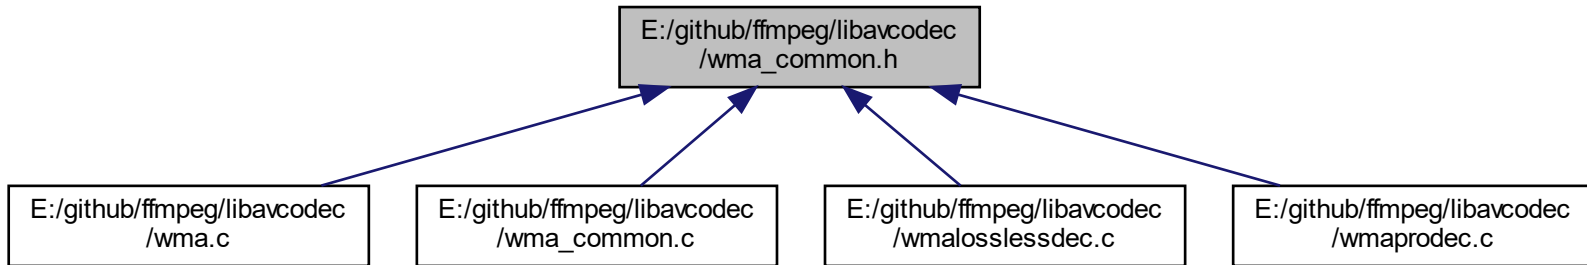 E:/github/ffmpeg/libavcodec
/wma_common.h
E:/github/ffmpeg/libavcodec
/wma.c
E:/github/ffmpeg/libavcodec
/wma_common.c
E:/github/ffmpeg/libavcodec
/wmalosslessdec.c
E:/github/ffmpeg/libavcodec
/wmaprodec.c